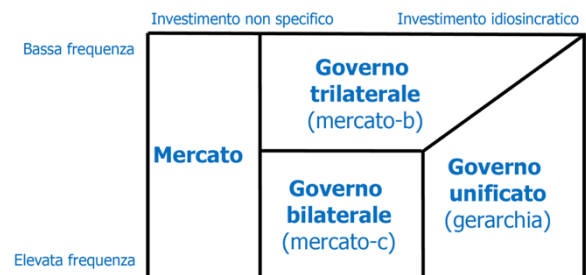 Investimento non specifico
Investimento idiosincratico
Bassa frequenza
Governo
trilaterale
(mercato-b)
Mercato
Governo
bilaterale
(mercato-c)
Governo
unificato
(gerarchia)
Elevata frequenza